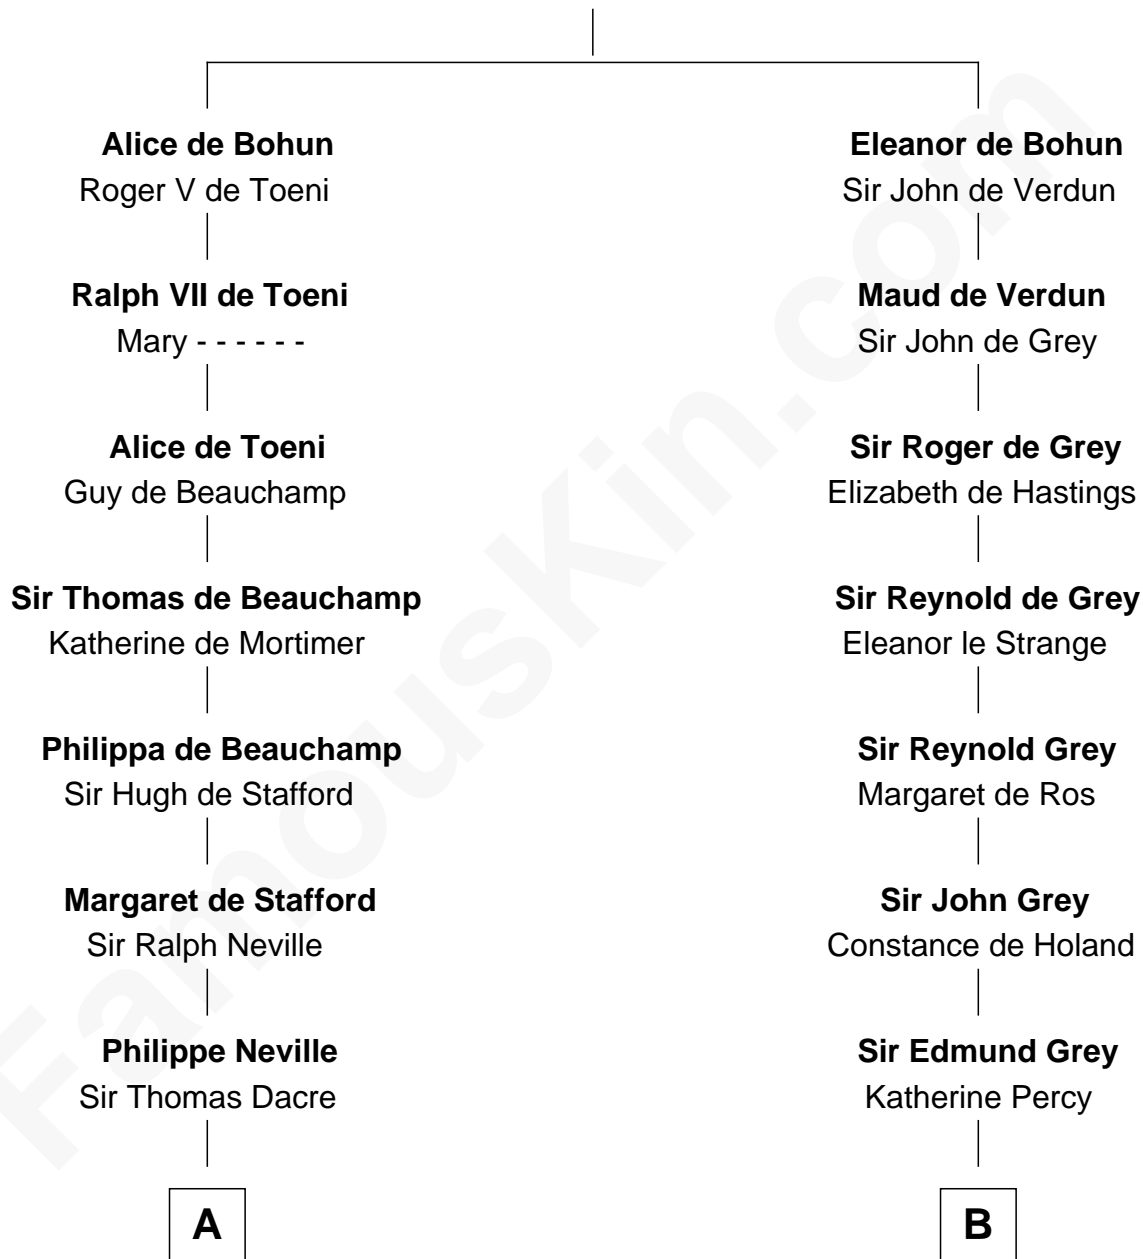 Alice de Bohun
Roger V de Toeni
Ralph VII de Toeni
Mary - - - - - -
Alice de Toeni
Guy de Beauchamp
Sir Thomas de Beauchamp
Katherine de Mortimer
Philippa de Beauchamp
Sir Hugh de Stafford
Margaret de Stafford
Sir Ralph Neville
Philippe Neville
Sir Thomas Dacre
A
Eleanor de Bohun
Sir John de Verdun
Maud de Verdun
Sir John de Grey
Sir Roger de Grey
Elizabeth de Hastings
Sir Reynold de Grey
Eleanor le Strange
Sir Reynold Grey
Margaret de Ros
Sir John Grey
Constance de Holand
Sir Edmund Grey
Katherine Percy
B
FamousKin.com